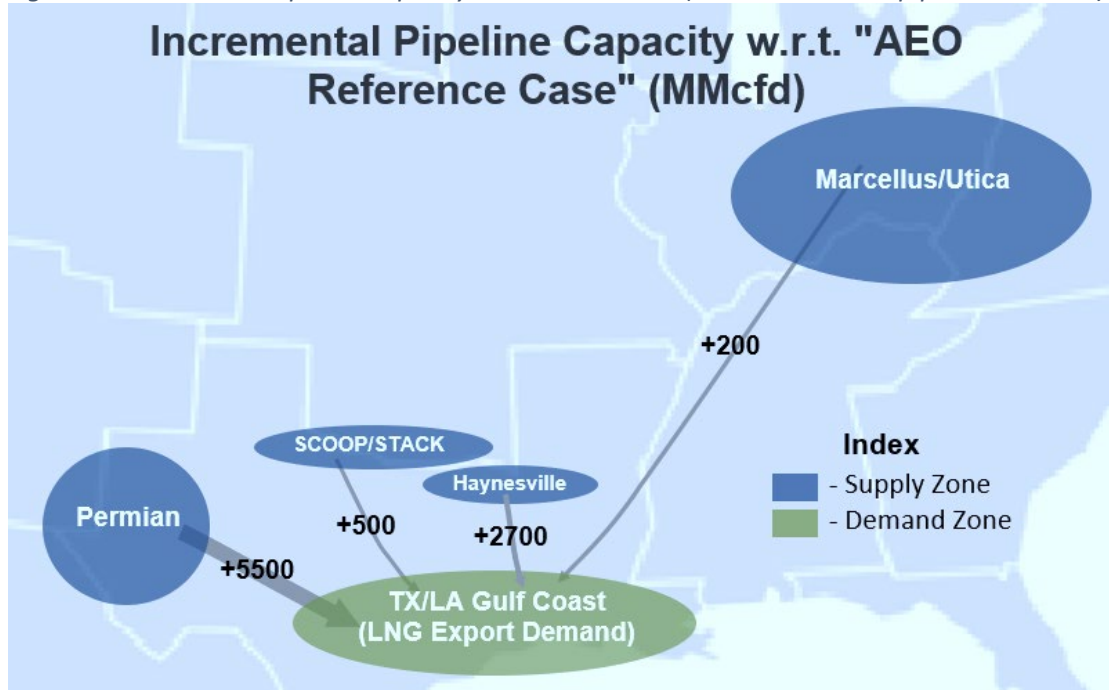 Incremental Pipeline Capacity w.r.t. "AEO
Reference Case" (MMcfd)
Marcellus/Utica
+200
SCOOP/STACK
Haynesville
Permian
+500
+2700
+5500
TX/LA Gulf Coast
(LNG Export Demand)
Index
- Supply Zone
- Demand Zone